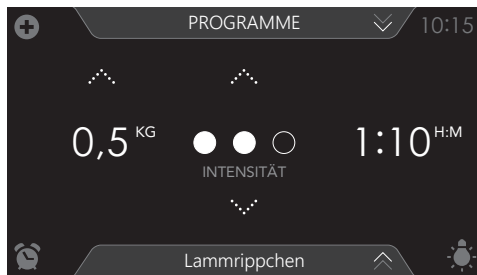 PROGRAMME
10:15
0,5 KG
1:10 H:M
INTENSITÄT
Lammrippchen